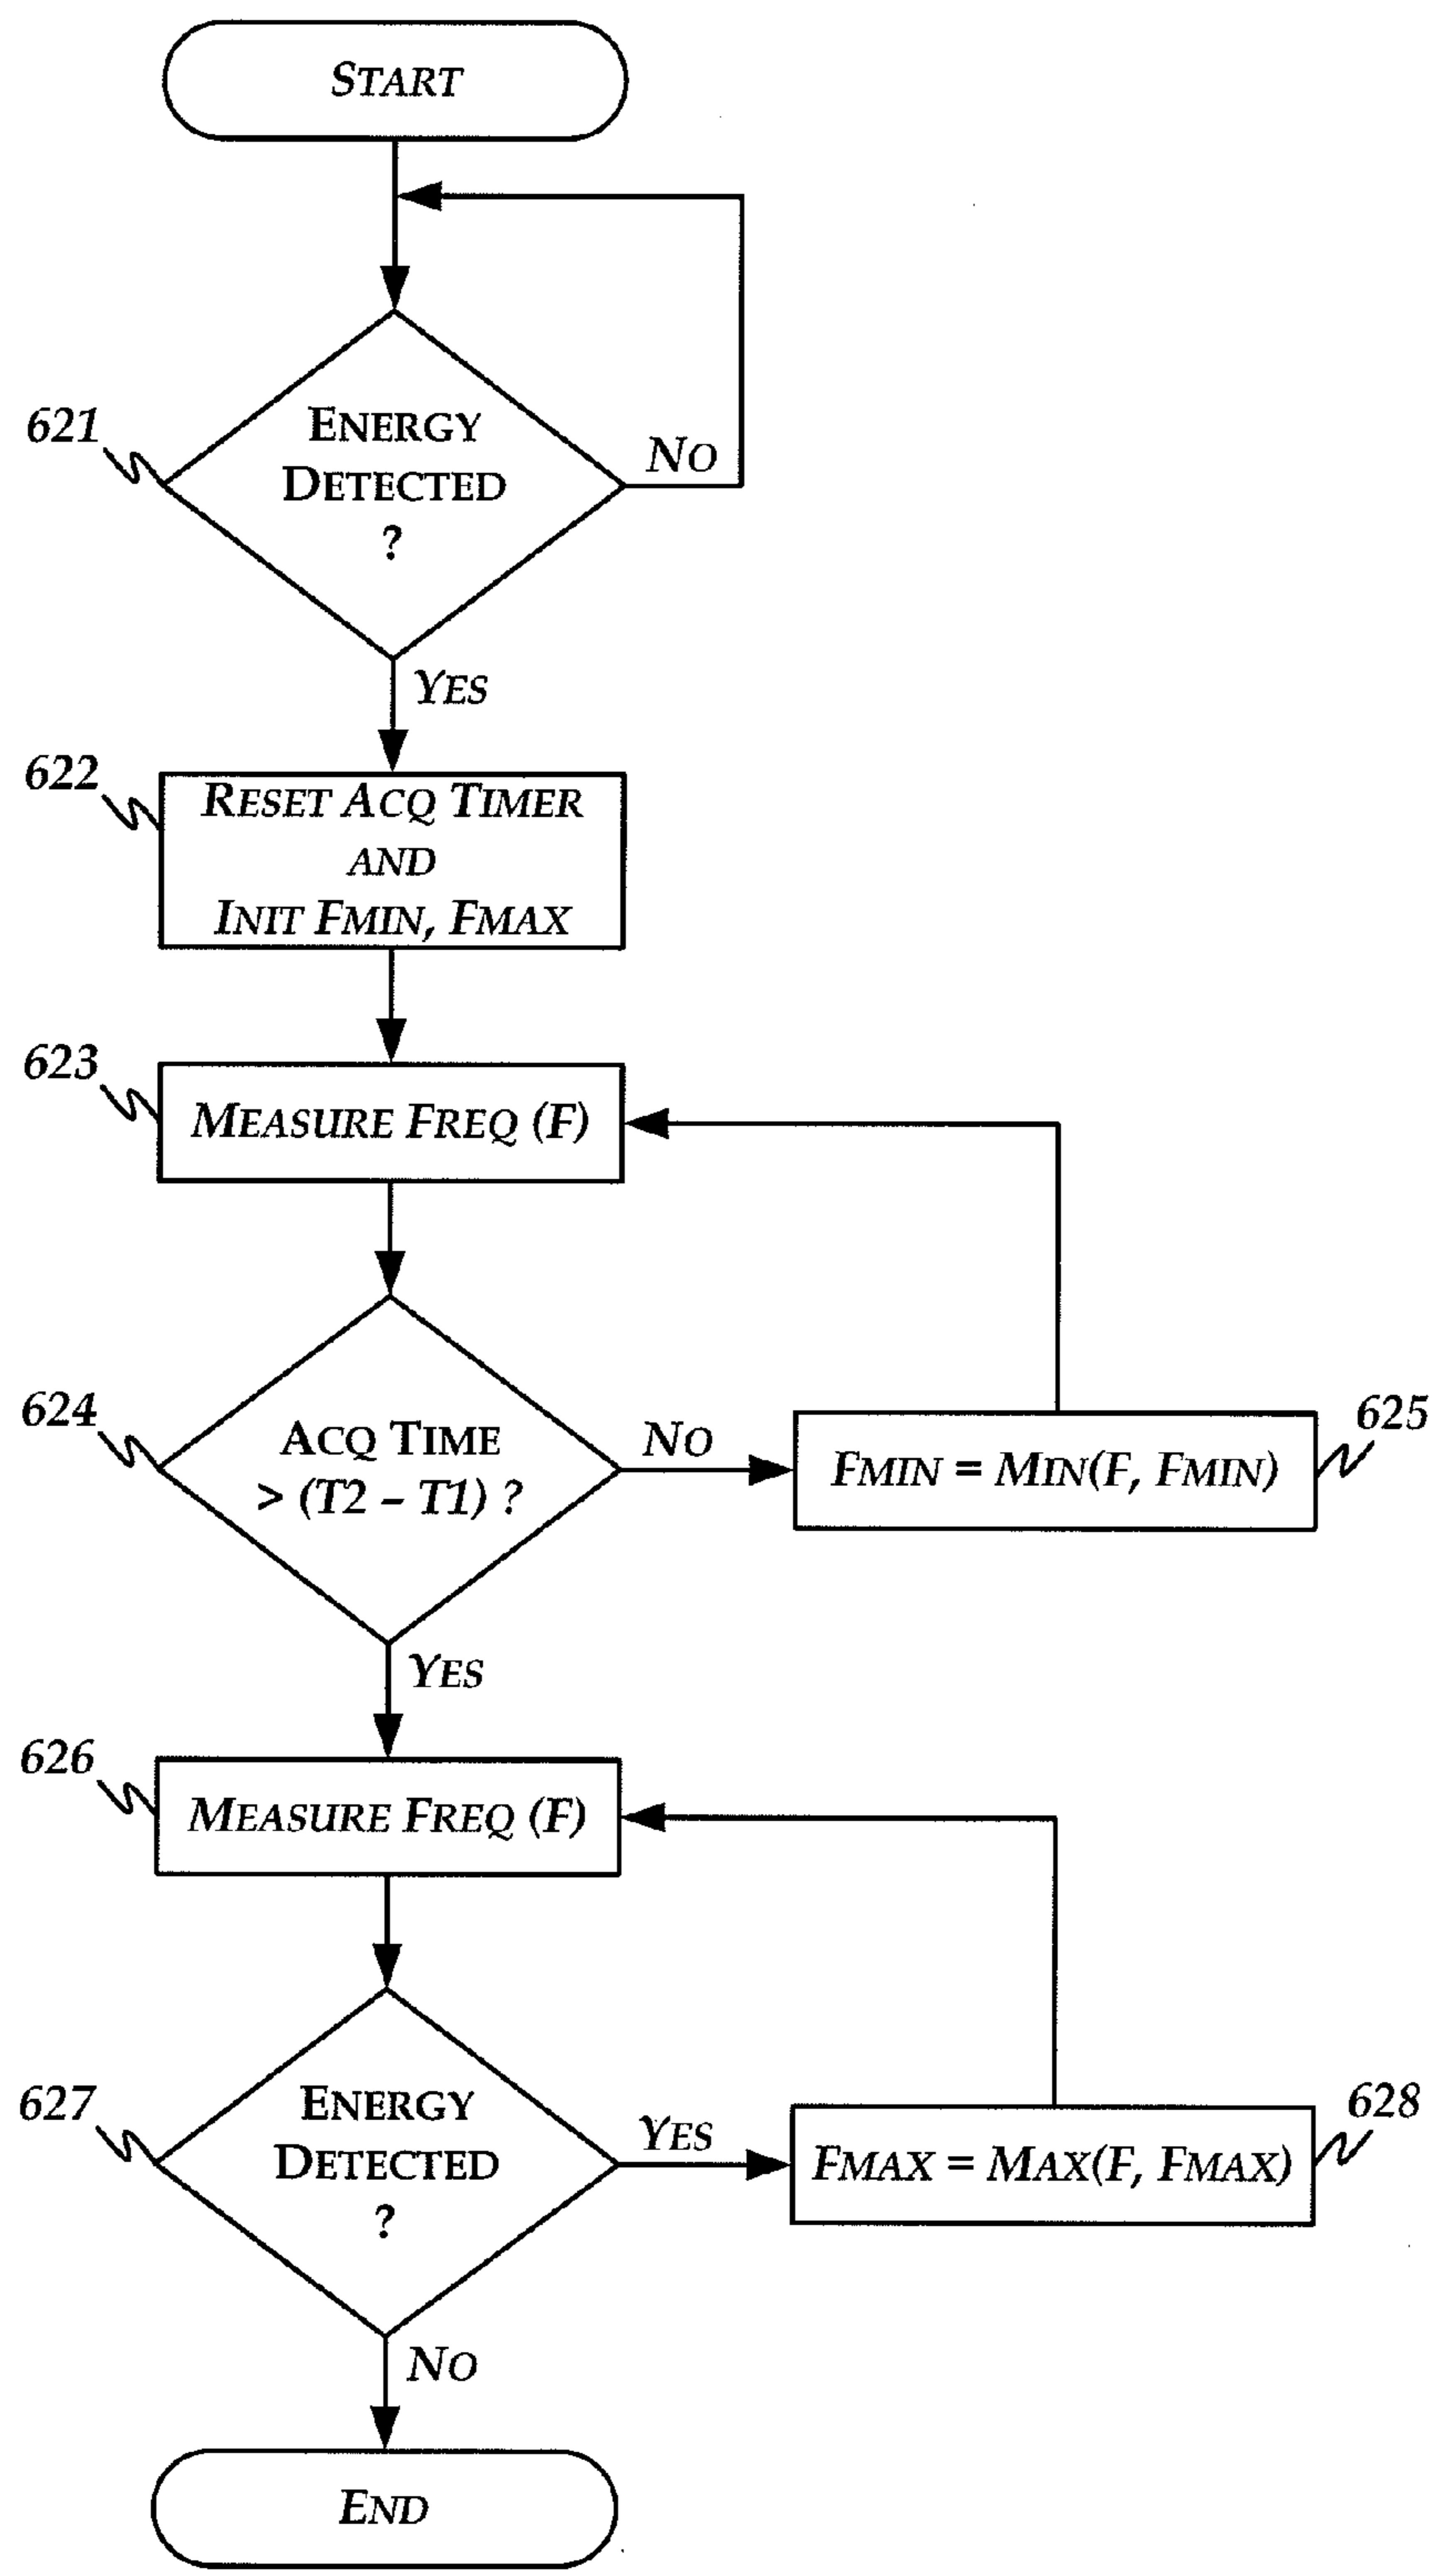 START
621
ENERGY
DETECTED
?
NO
YES
622
RESET ACQ TIMER
AND
INIT FMIN, FMAX
623
MEASURE FREQ (F)
624
ACQ TIME
> (T2 – T1) ?
NO
FMIN = MIN(F, FMIN)
625
YES
626
MEASURE FREQ (F)
627
ENERGY
DETECTED
?
YES
FMAX = MAX(F, FMAX)
628
NO
END